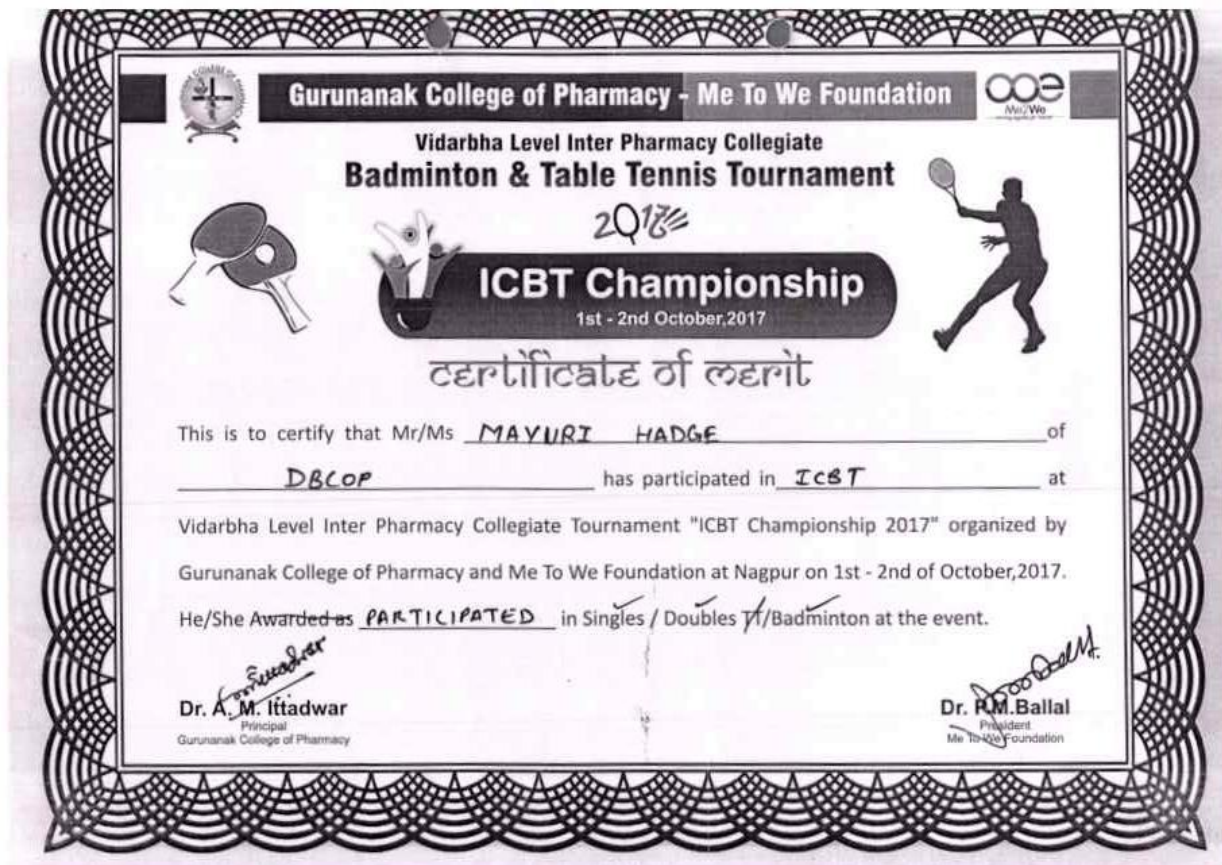 Gurunanak College of Pharmacy - Me To We Foundation
Me2We
Vidarbha Level Inter Pharmacy Collegiate
Badminton & Table Tennis Tournament
2017
ICBT Championship
1st - 2nd October,2017
certificate of merit
This is to certify that Mr/Ms MAYURI HADGE of
DBCOP has participated in ICBT at
Vidarbha Level Inter Pharmacy Collegiate Tournament "ICBT Championship 2017" organized by
Gurunanak College of Pharmacy and Me To We Foundation at Nagpur on 1st - 2nd of October,2017.
He/She Awarded as PARTICIPATED in Singles / Doubles TT/Badminton at the event.
Dr. A. M. Ittadwar
Principal
Gurunanak College of Pharmacy
Dr. R.M.Ballal
President
Me To We Foundation